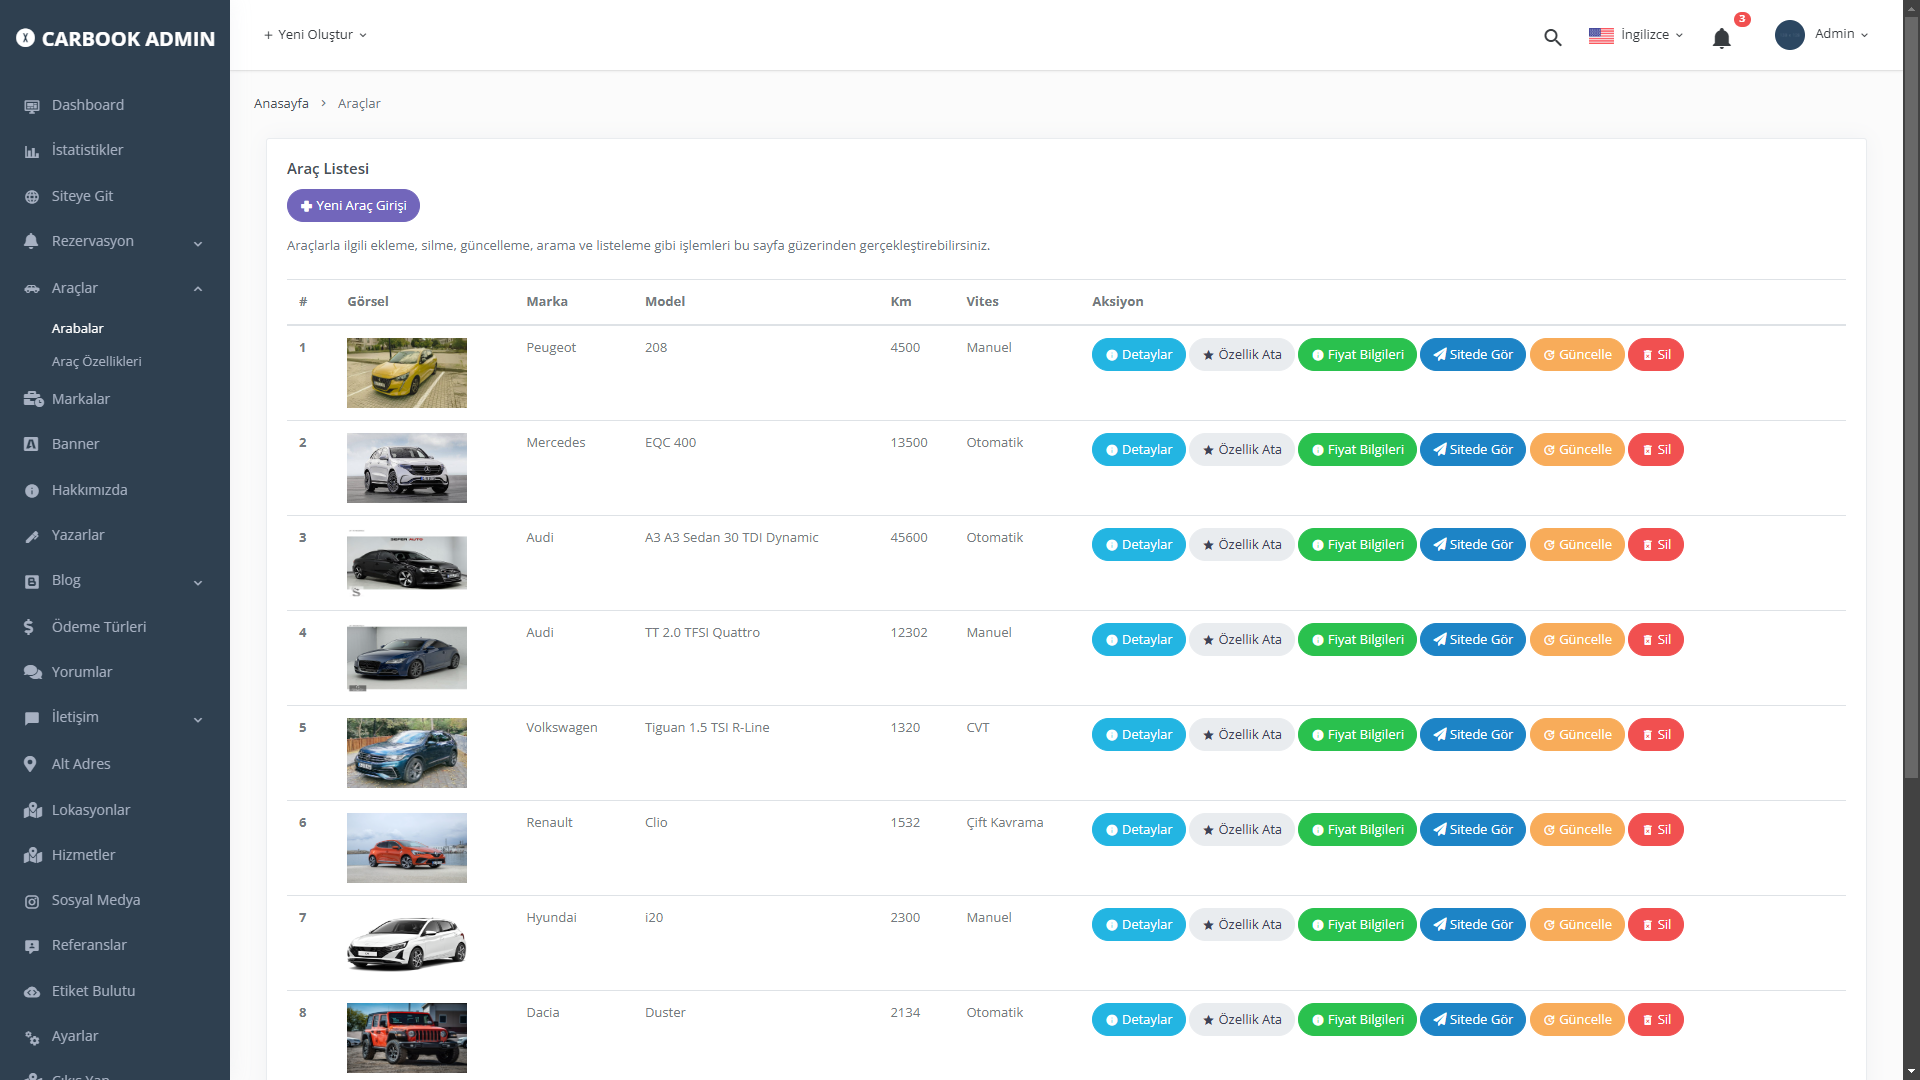 X CARBOOK ADMIN
+ Yeni Oluştur
İngilizce
3
Admin
Dashboard
İstatistikler
Siteye Git
Rezervasyon
Araçlar
Arabalar
Araç Özellikleri
Markalar
Banner
Hakkımızda
Yazarlar
Blog
Ödeme Türleri
Yorumlar
İletişim
Alt Adres
Lokasyonlar
Hizmetler
Sosyal Medya
Referanslar
Etiket Bulutu
Ayarlar
Anasayfa > Araçlar
Araç Listesi
Yeni Araç Girişi
Araçlarla ilgili ekleme, silme, güncelleme, arama ve listeleme gibi işlemleri bu sayfa güzerinden gerçekleştirebilirsiniz.
# Görsel Marka Model Km Vites Aksiyon
1 Peugeot 208 4500 Manuel Detaylar Özellik Ata Fiyat Bilgileri Sitede Gör Güncelle Sil
2 Mercedes EQC 400 13500 Otomatik Detaylar Özellik Ata Fiyat Bilgileri Sitede Gör Güncelle Sil
3 Audi A3 A3 Sedan 30 TDI Dynamic 45600 Otomatik Detaylar Özellik Ata Fiyat Bilgileri Sitede Gör Güncelle Sil
4 Audi TT 2.0 TFSI Quattro 12302 Manuel Detaylar Özellik Ata Fiyat Bilgileri Sitede Gör Güncelle Sil
5 Volkswagen Tiguan 1.5 TSI R-Line 1320 CVT Detaylar Özellik Ata Fiyat Bilgileri Sitede Gör Güncelle Sil
6 Renault Clio 1532 Çift Kavrama Detaylar Özellik Ata Fiyat Bilgileri Sitede Gör Güncelle Sil
7 Hyundai i20 2300 Manuel Detaylar Özellik Ata Fiyat Bilgileri Sitede Gör Güncelle Sil
8 Dacia Duster 2134 Otomatik Detaylar Özellik Ata Fiyat Bilgileri Sitede Gör Güncelle Sil